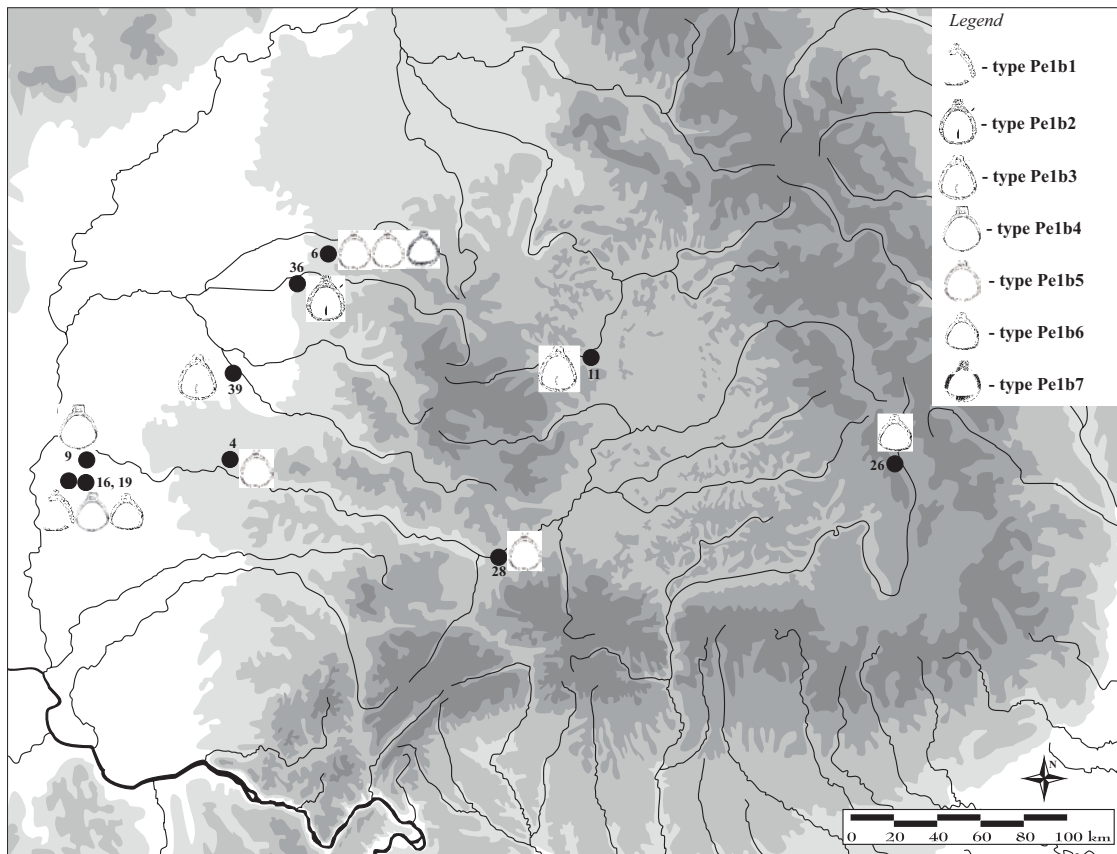 Legend
- type Pe1b1
- type Pe1b2
- type Pe1b3
- type Pe1b4
- type Pe1b5
- type Pe1b6
- type Pe1b7
6
36
11
39
4
9
26
16, 19
28
N
0 20 40 60 80 100 km